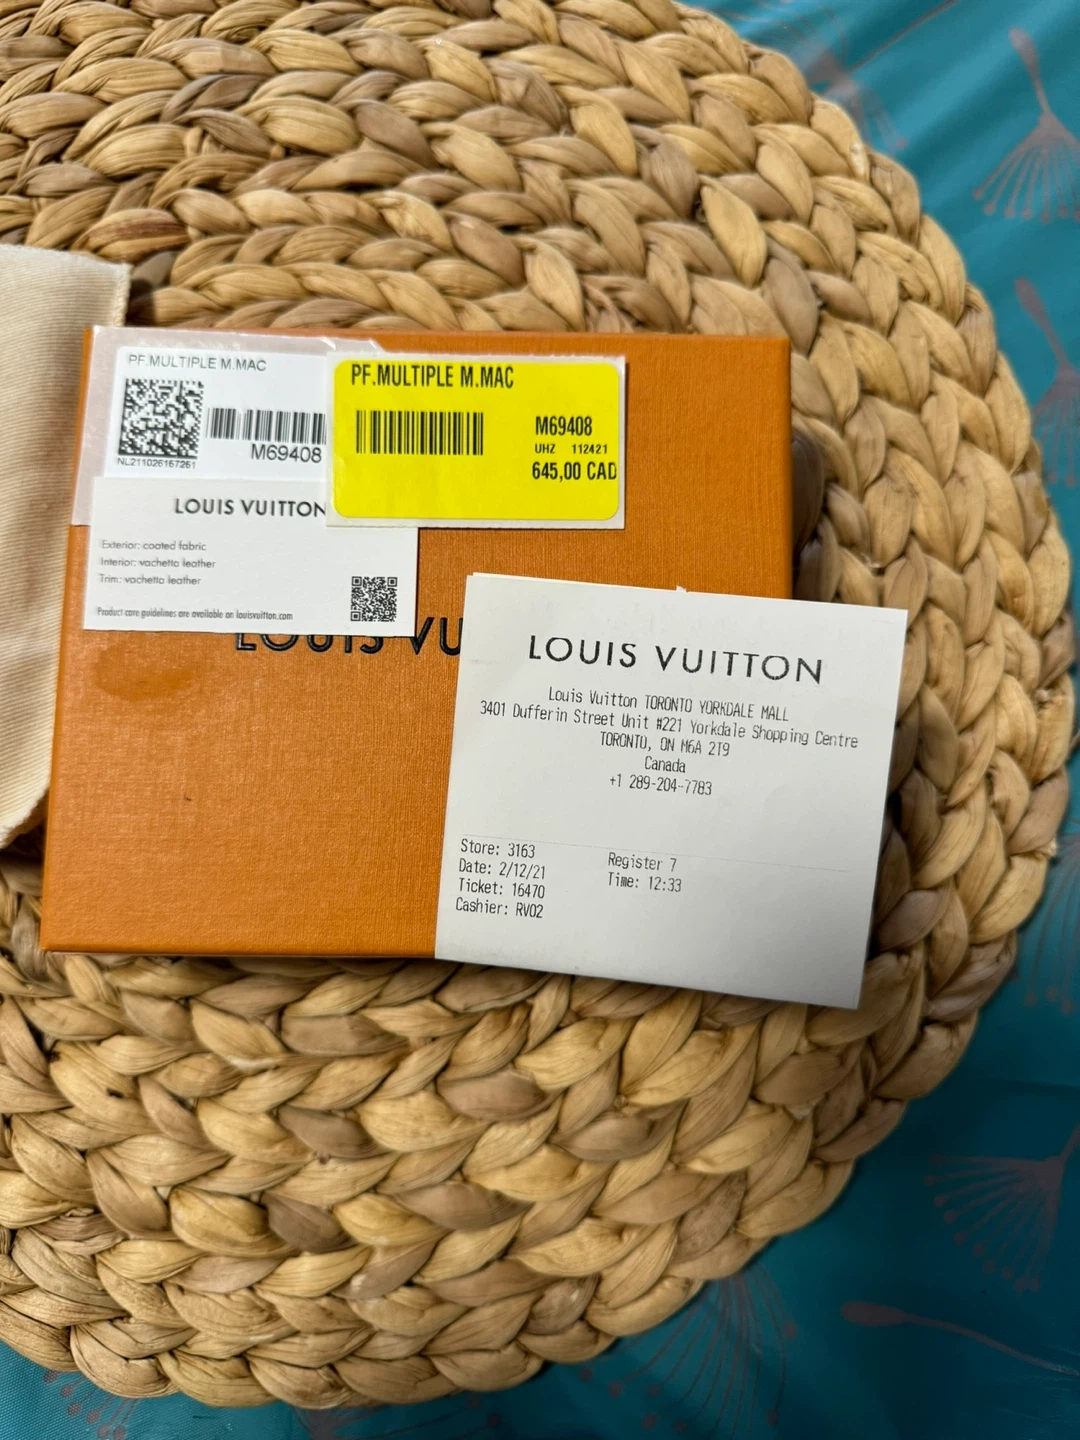 PF.MULTIPLE M.MAC
M69408
NL211026167261
PF.MULTIPLE M.MAC
M69408
UHZ 112421
645,00 CAD
LOUIS VUITTON
Exterior: coated fabric
Interior: vachetta leather
Trim: vachetta leather
Product care guidelines are available on louisvuitton.com
LOUIS VU
LOUIS VUITTON
Louis Vuitton TORONTO YORKDALE MALL
3401 Dufferin Street Unit #221 Yorkdale Shopping Centre
TORONTO, ON M6A 2T9
Canada
+1 289-204-7783
Store: 3163
Register 7
Date: 2/12/21
Time: 12:33
Ticket: 16470
Cashier: RV02